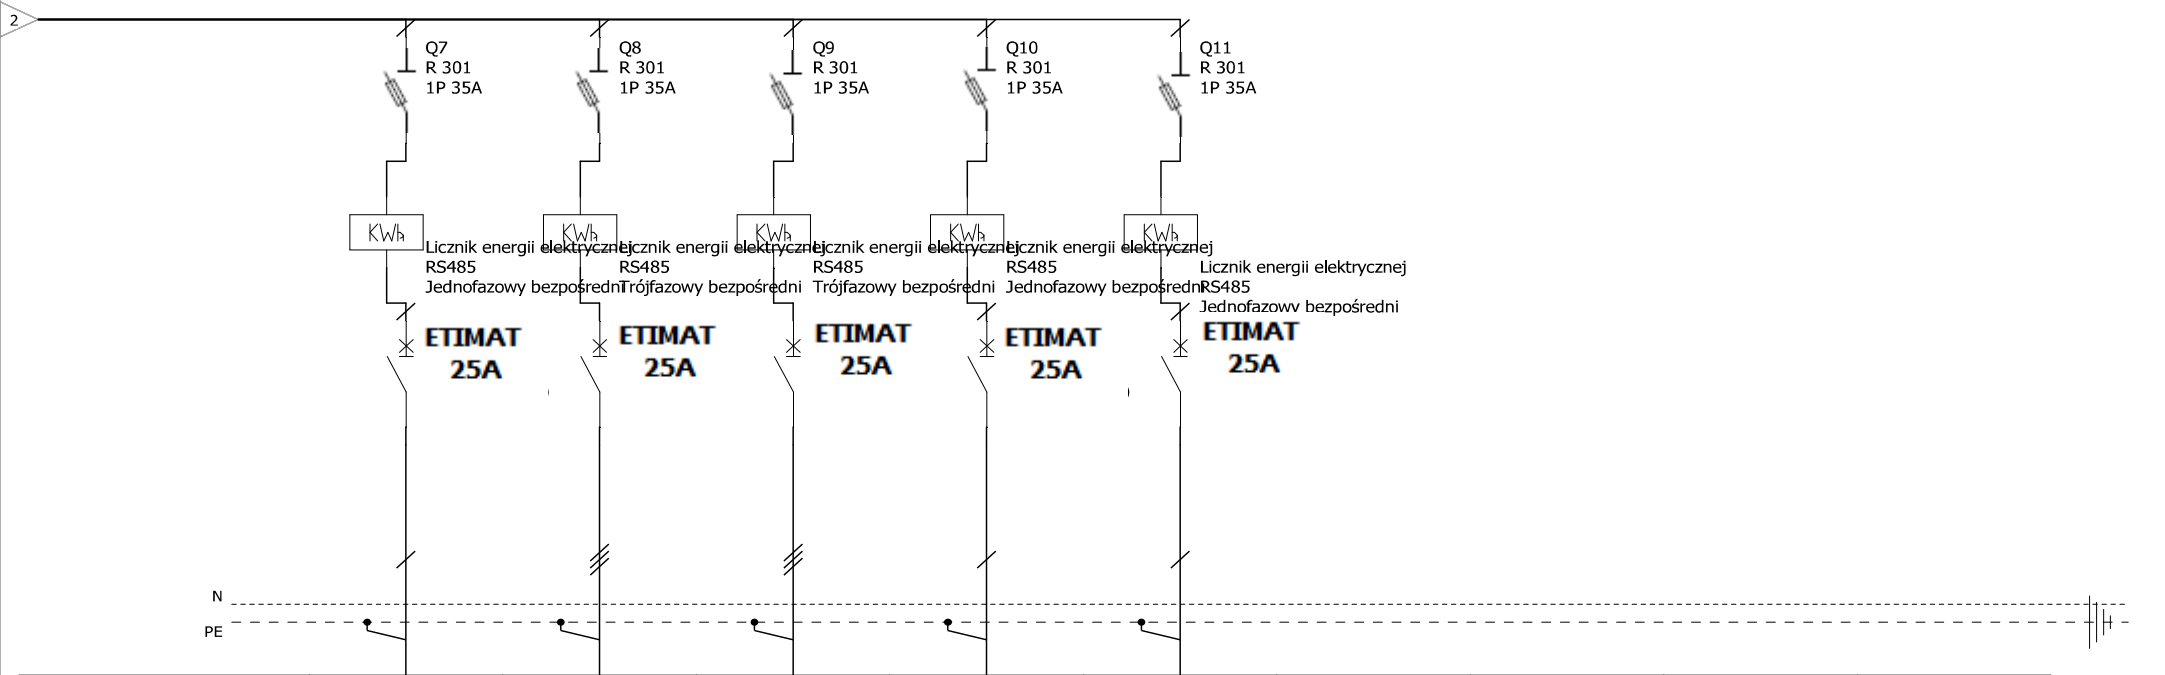 2
Q7
R 301
1P 35A
Q8
R 301
1P 35A
Q9
R 301
1P 35A
Q10
R 301
1P 35A
Q11
R 301
1P 35A
KWh
KWh
KWh
KWh
KWh
Licznik energii elektrycznej
RS485
Jednofazowy bezpośredni
Licznik energii elektrycznej
RS485
Trójfazowy bezpośredni
Licznik energii elektrycznej
RS485
Trójfazowy bezpośredni
Licznik energii elektrycznej
RS485
Jednofazowy bezpośredni
Licznik energii elektrycznej
RS485
Jednofazowy bezpośredni
ETIMAT
25A
ETIMAT
25A
ETIMAT
25A
ETIMAT
25A
ETIMAT
25A
N
PE